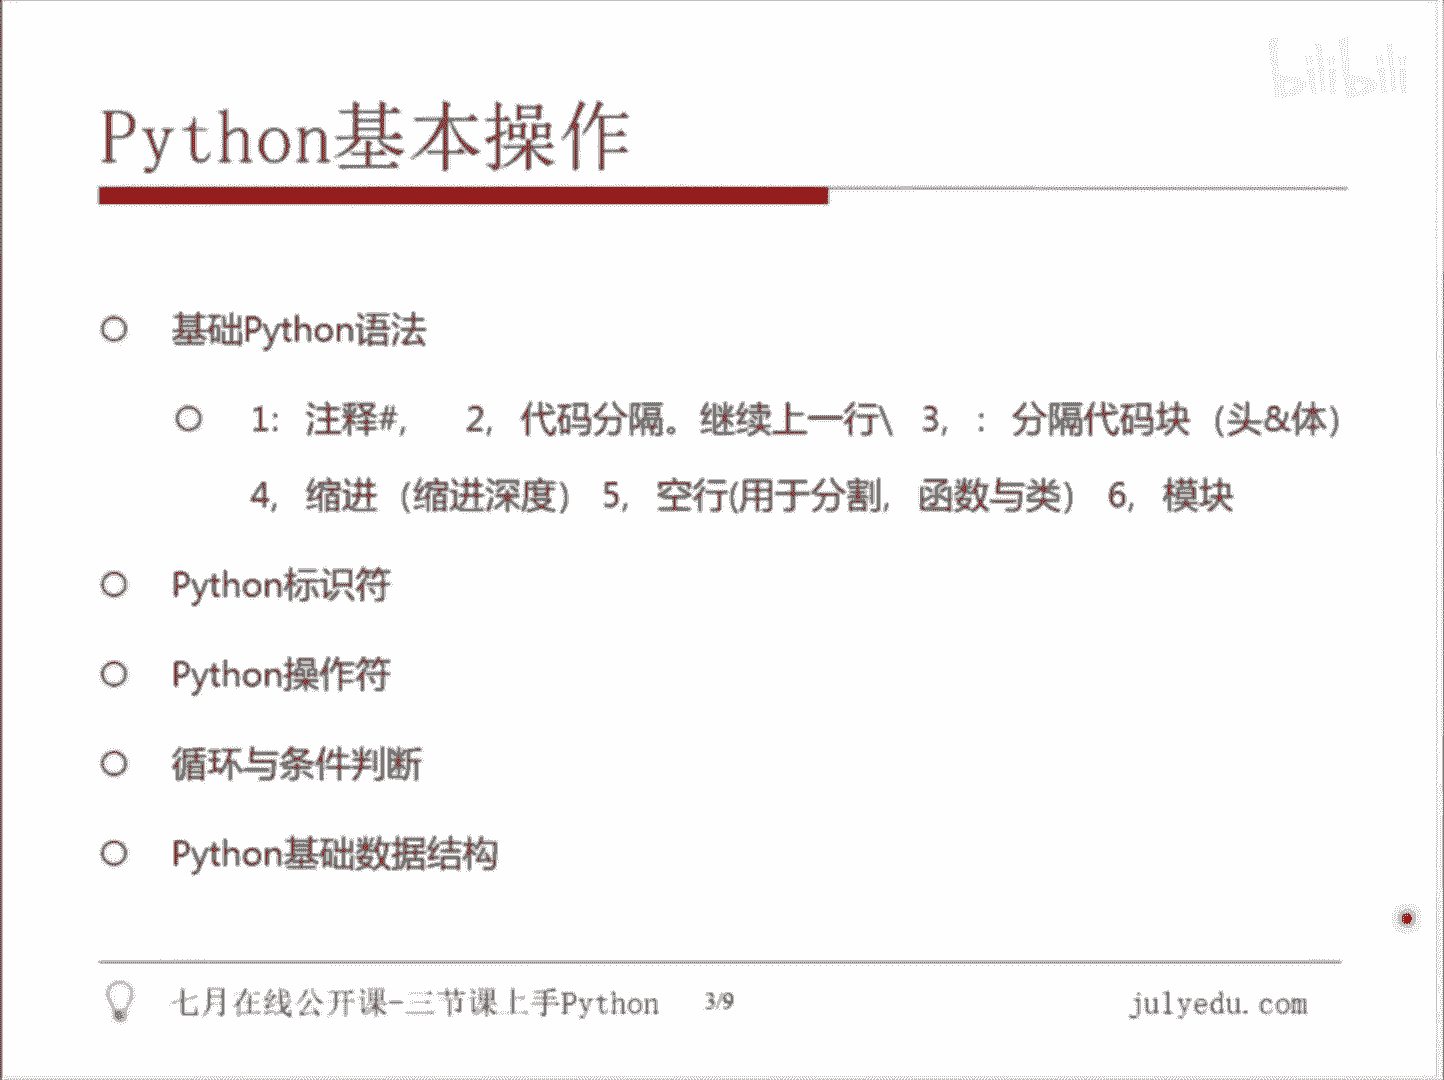 bilibili
Python基本操作
基础Python语法
1：注释#， 2，代码分隔。继续上一行\ 3，：分隔代码块（头&体）
4，缩进（缩进深度） 5，空行(用于分割，函数与类） 6，模块
Python标识符
Python操作符
循环与条件判断
Python基础数据结构
七月在线公开课-三节课上手Python 3/9 julyedu.com